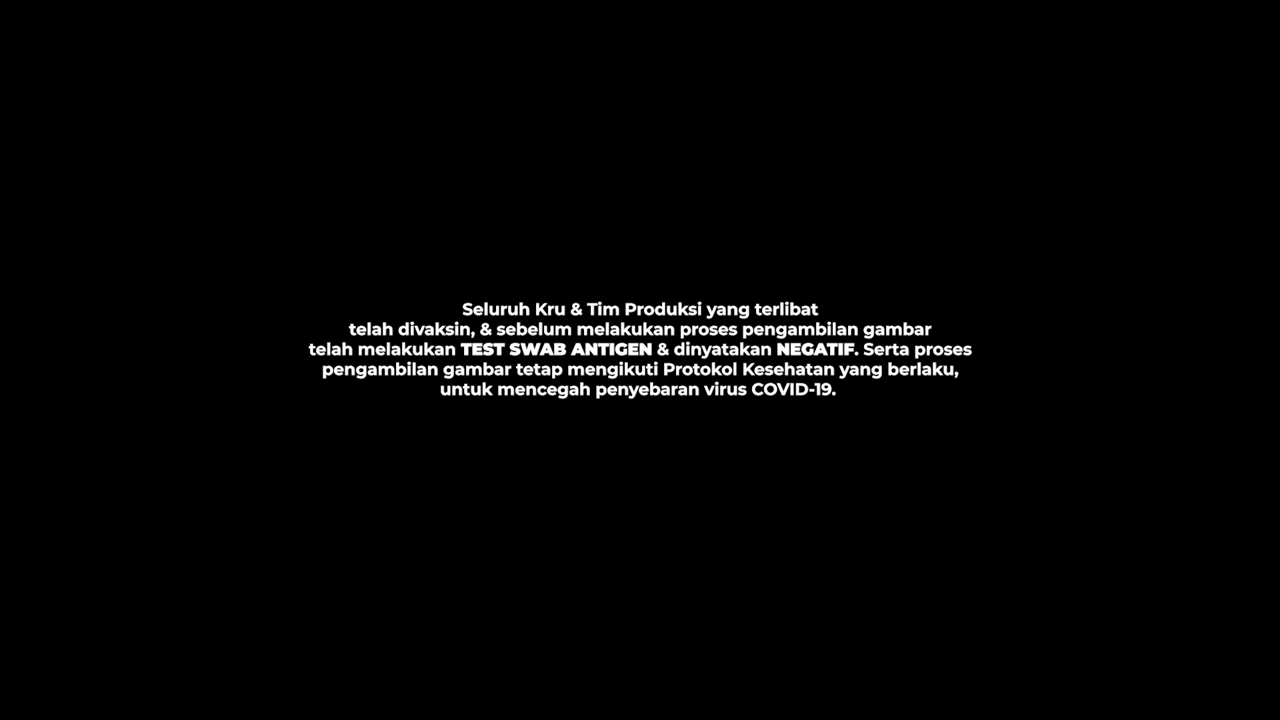 Seluruh Kru & Tim Produksi yang terlibat
telah divaksin, & sebelum melakukan proses pengambilan gambar
telah melakukan TEST SWAB ANTIGEN & dinyatakan NEGATIF. Serta proses
pengambilan gambar tetap mengikuti Protokol Kesehatan yang berlaku,
untuk mencegah penyebaran virus COVID-19.